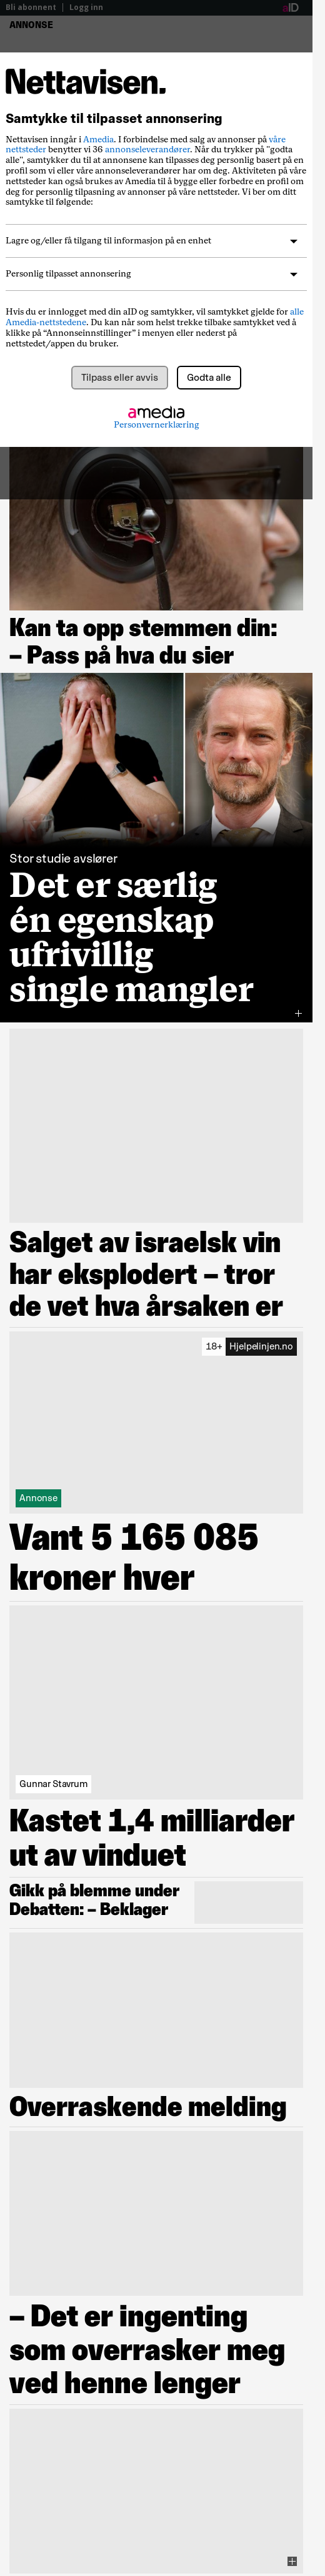 Bli abonnent | Logg inn
aID
ANNONSE
Nettavisen.
Samtykke til tilpasset annonsering
Nettavisen inngår i Amedia. I forbindelse med salg av annonser på våre
nettsteder benytter vi 36 annonseleverandører. Når du trykker på "godta
alle", samtykker du til at annonsene kan tilpasses deg personlig basert på en
profil som vi eller våre annonseleverandører har om deg. Aktiviteten på våre
nettsteder kan også brukes av Amedia til å bygge eller forbedre en profil om
deg for personlig tilpasning av annonser på våre nettsteder. Vi ber om ditt
samtykke til følgende:
Lagre og/eller få tilgang til informasjon på en enhet
Personlig tilpasset annonsering
Hvis du er innlogget med din aID og samtykker, vil samtykket gjelde for alle
Amedia-nettstedene. Du kan når som helst trekke tilbake samtykket ved å
klikke på “Annonseinnstillinger” i menyen eller nederst på
nettstedet/appen du bruker.
Tilpass eller avvis
Godta alle
amedia
Personvernerklæring
Kan ta opp stemmen din:
– Pass på hva du sier
Stor studie avslører
Det er særlig
én egenskap
ufrivillig
single mangler
Salget av israelsk vin
har eksplodert – tror
de vet hva årsaken er
18+ Hjelpelinjen.no
Annonse
Vant 5 165 085
kroner hver
Gunnar Stavrum
Kastet 1,4 milliarder
ut av vinduet
Gikk på blemme under
Debatten: – Beklager
Overraskende melding
– Det er ingenting
som overrasker meg
ved henne lenger